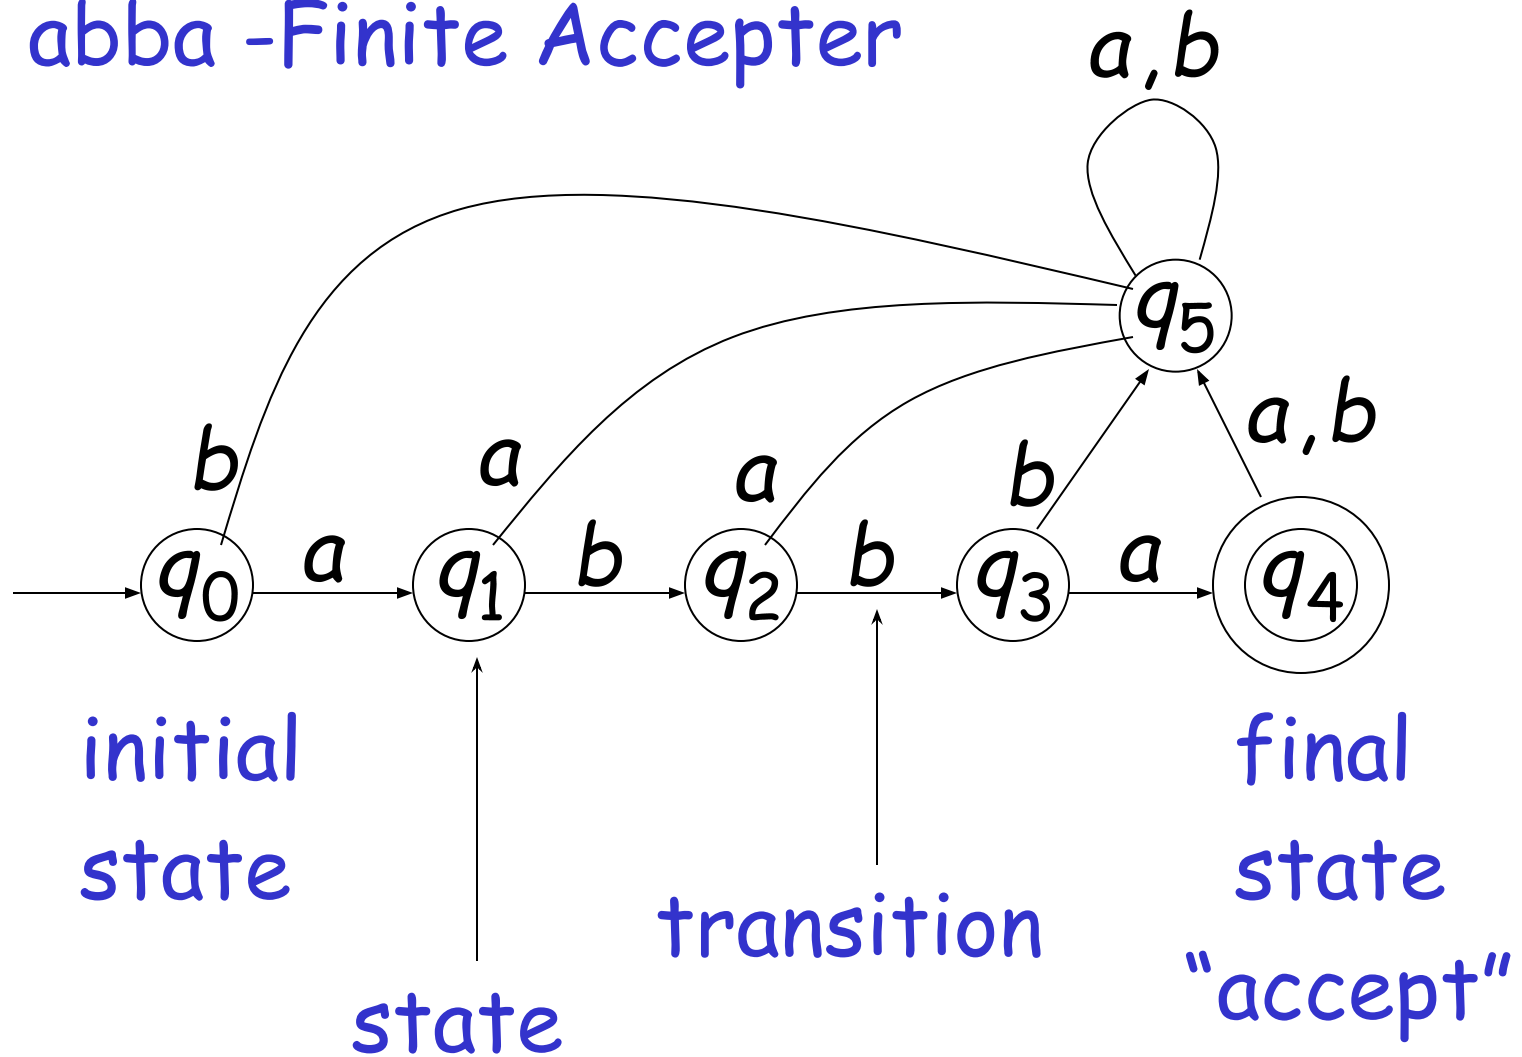 abba -Finite Accepter
a,b
q5
b
a
a
b
a,b
q0
a
q1
b
q2
b
q3
a
q4
initial
state
state
transition
final
state
"accept"